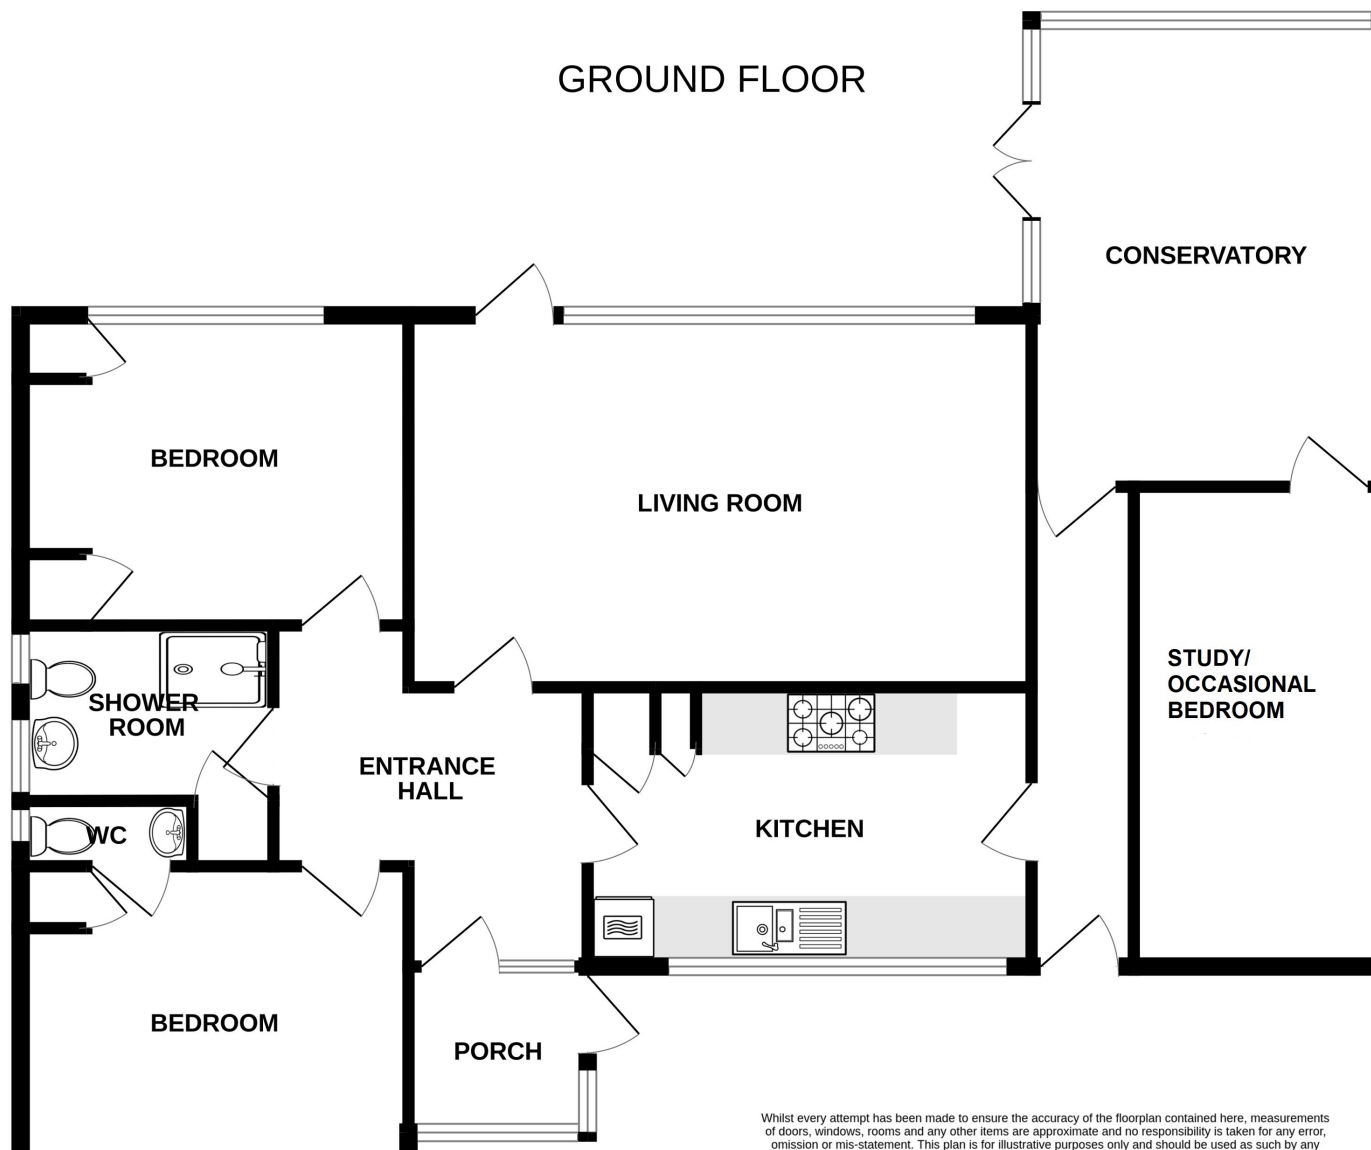 GROUND FLOOR
CONSERVATORY
BEDROOM
LIVING ROOM
STUDY/
OCCASIONAL
BEDROOM
SHOWER
ROOM
ENTRANCE
HALL
KITCHEN
WC
BEDROOM
PORCH
Whilst every attempt has been made to ensure the accuracy of the floorplan contained here, measurements
of doors, windows, rooms and any other items are approximate and no responsibility is taken for any error,
omission or mis-statement. This plan is for illustrative purposes only and should be used as such by any